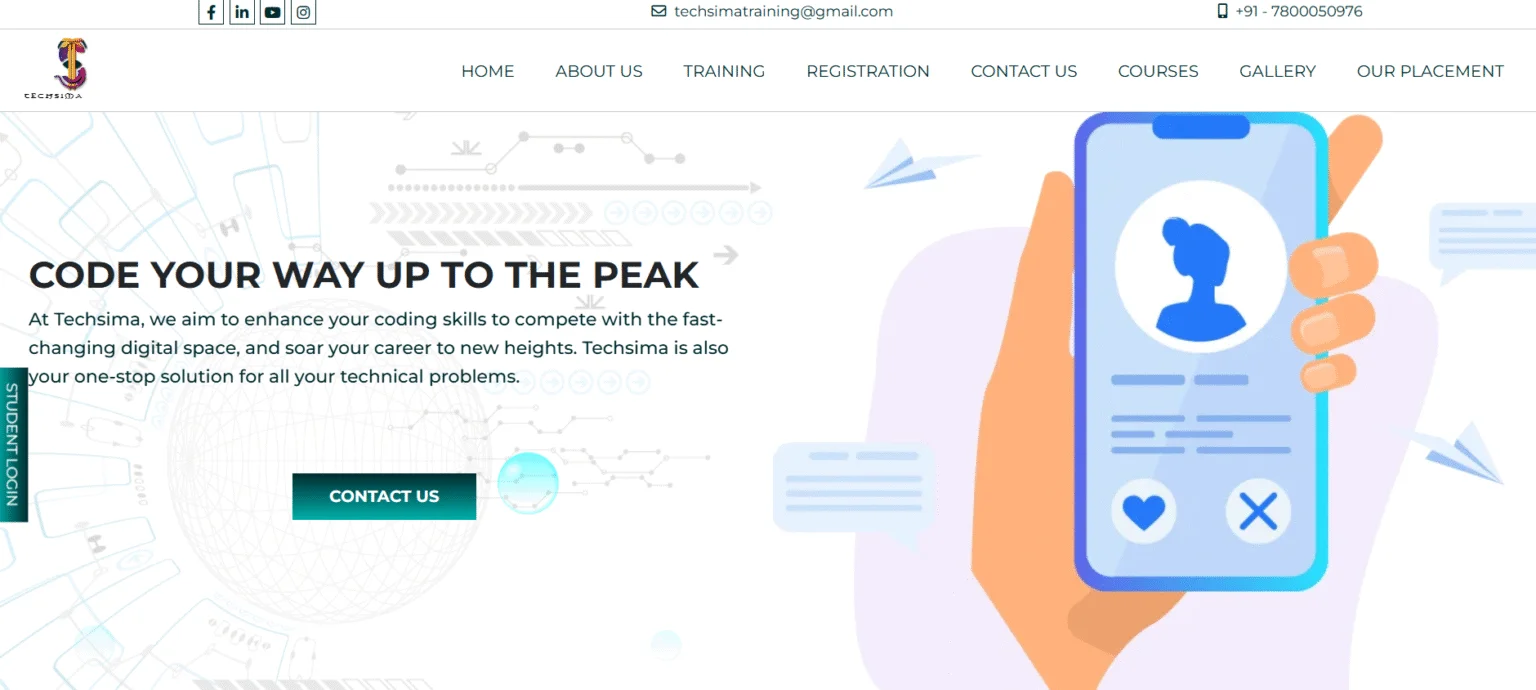 techsimatraining@gmail.com
+91 - 7800050976
TECHSIMA
HOME ABOUT US TRAINING REGISTRATION CONTACT US COURSES GALLERY OUR PLACEMENT
CODE YOUR WAY UP TO THE PEAK
At Techsima, we aim to enhance your coding skills to compete with the fast-
changing digital space, and soar your career to new heights. Techsima is also
your one-stop solution for all your technical problems.
STUDENT LOGIN
CONTACT US